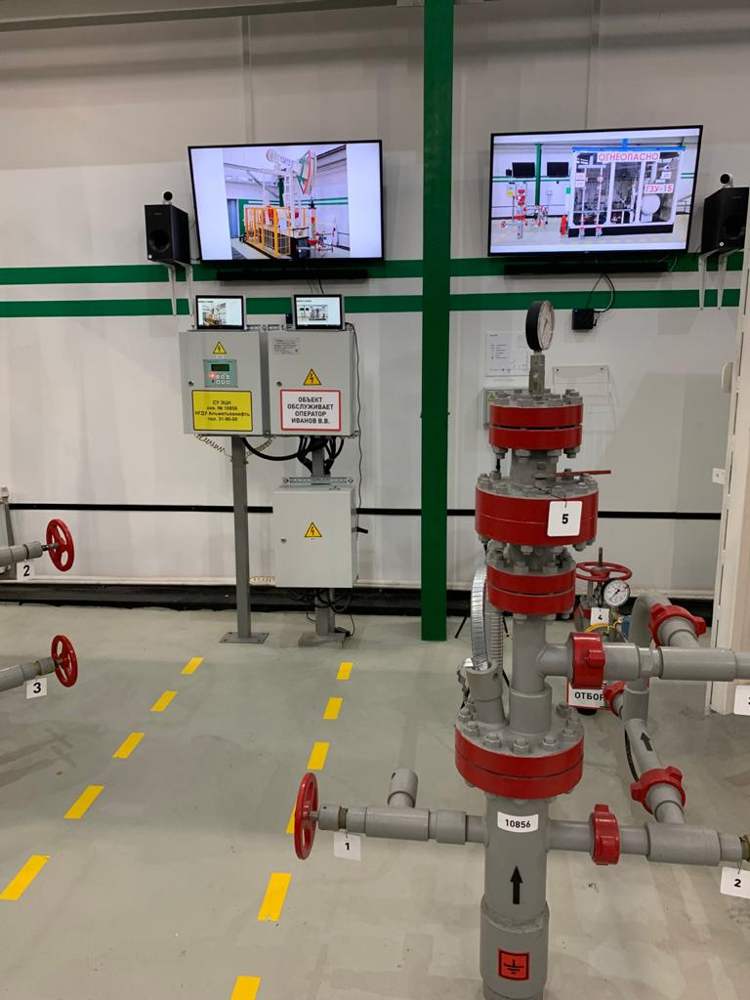 ОГНЕОПАСНО
ГЗУ-15
СУ ЭЦН
скв. № 10856
НГДУ Альметьевнефть
тел. 31-90-00
ОБЪЕКТ
ОБСЛУЖИВАЕТ
ОПЕРАТОР
ИВАНОВ В.В.
5
2
4
3
ОТБОР
10856
1
2